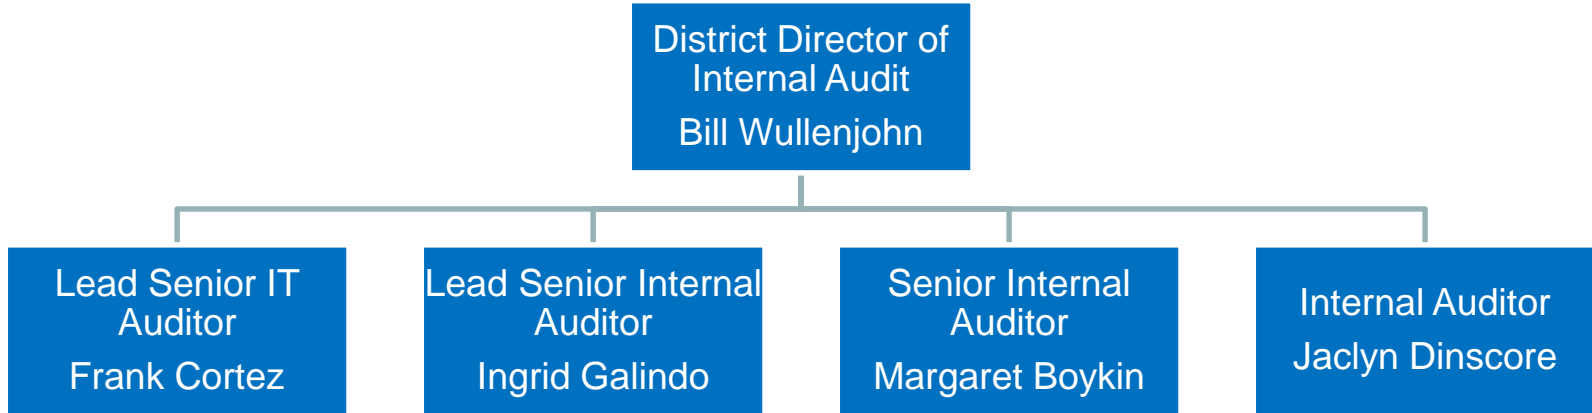 District Director of
Internal Audit
Bill Wullenjohn
Lead Senior IT
Auditor
Frank Cortez
Lead Senior Internal
Auditor
Ingrid Galindo
Senior Internal
Auditor
Margaret Boykin
Internal Auditor
Jaclyn Dinscore